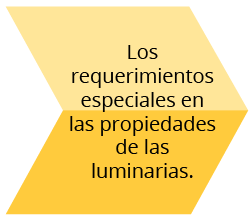 Los
requerimientos
especiales en
las propiedades
de las
luminarias.